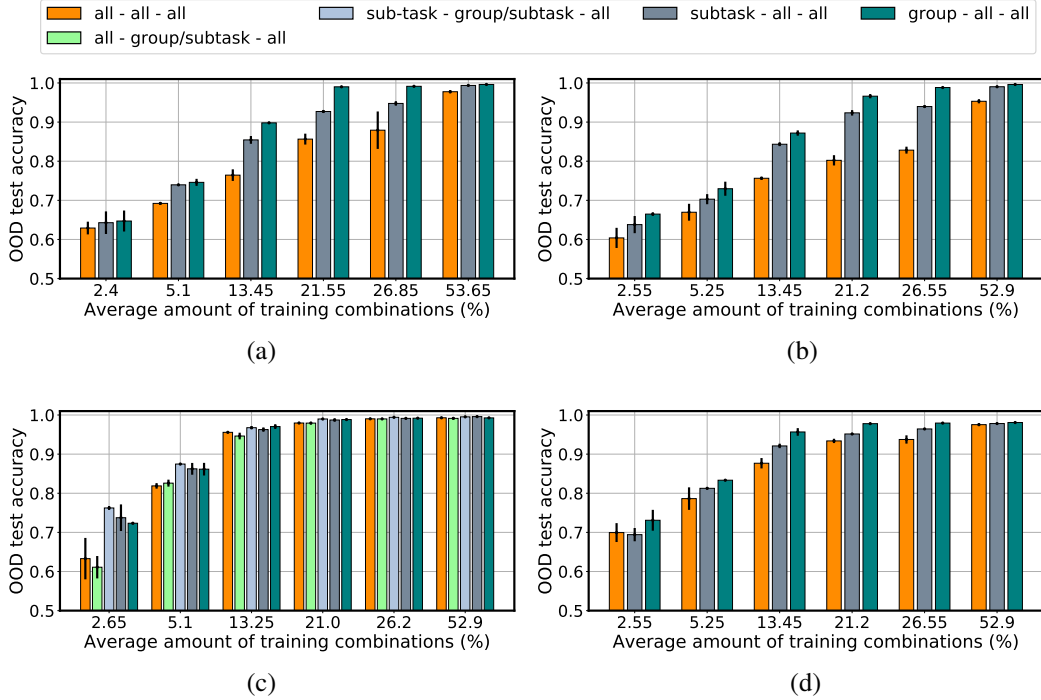 all - all - all
sub-task - group/subtask - all
subtask - all - all
group - all - all
all - group/subtask - all
1.0
0.9
0.8
0.7
0.6
0.5
OOD test accuracy
2.4 5.1 13.45 21.55 26.85 53.65
Average amount of training combinations (%)
(a)
1.0
0.9
0.8
0.7
0.6
0.5
OOD test accuracy
2.55 5.25 13.45 21.2 26.55 52.9
Average amount of training combinations (%)
(b)
1.0
0.9
0.8
0.7
0.6
0.5
OOD test accuracy
2.65 5.1 13.25 21.0 26.2 52.9
Average amount of training combinations (%)
(c)
1.0
0.9
0.8
0.7
0.6
0.5
OOD test accuracy
2.55 5.25 13.45 21.2 26.55 52.9
Average amount of training combinations (%)
(d)